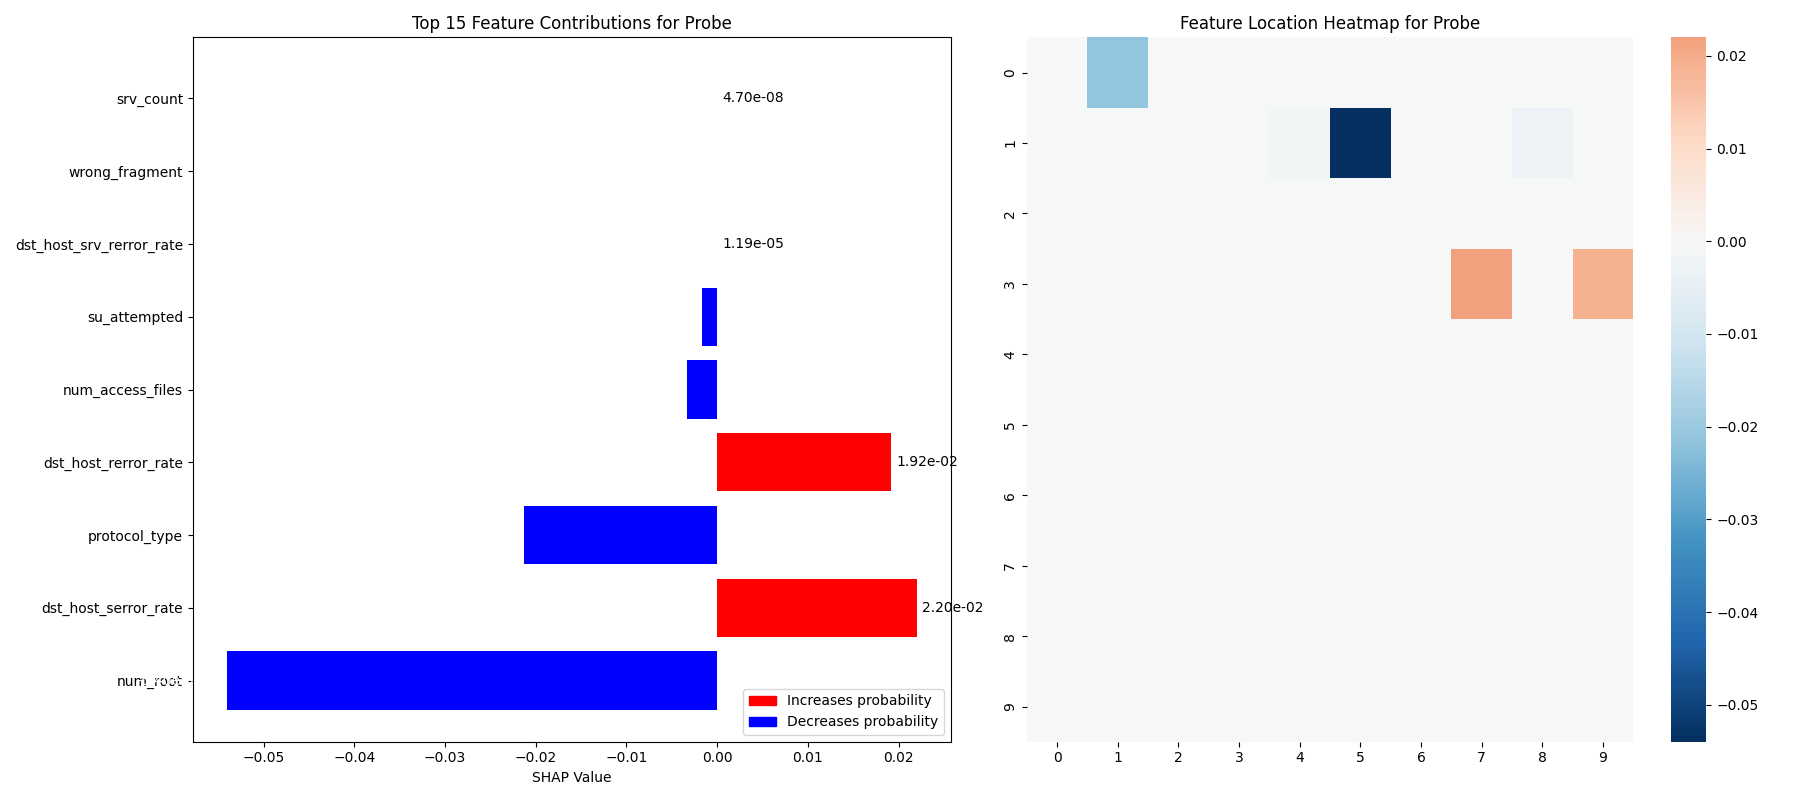 Top 15 Feature Contributions for Probe
srv_count
4.70e-08
wrong_fragment
dst_host_srv_rerror_rate
1.19e-05
su_attempted
num_access_files
dst_host_rerror_rate
1.92e-02
protocol_type
dst_host_serror_rate
2.20e-02
num_root
Increases probability
Decreases probability
−0.05 −0.04 −0.03 −0.02 −0.01 0.00 0.01 0.02
SHAP Value
Feature Location Heatmap for Probe
0
1
2
3
4
5
6
7
8
9
0 1 2 3 4 5 6 7 8 9
0.02
0.01
0.00
−0.01
−0.02
−0.03
−0.04
−0.05